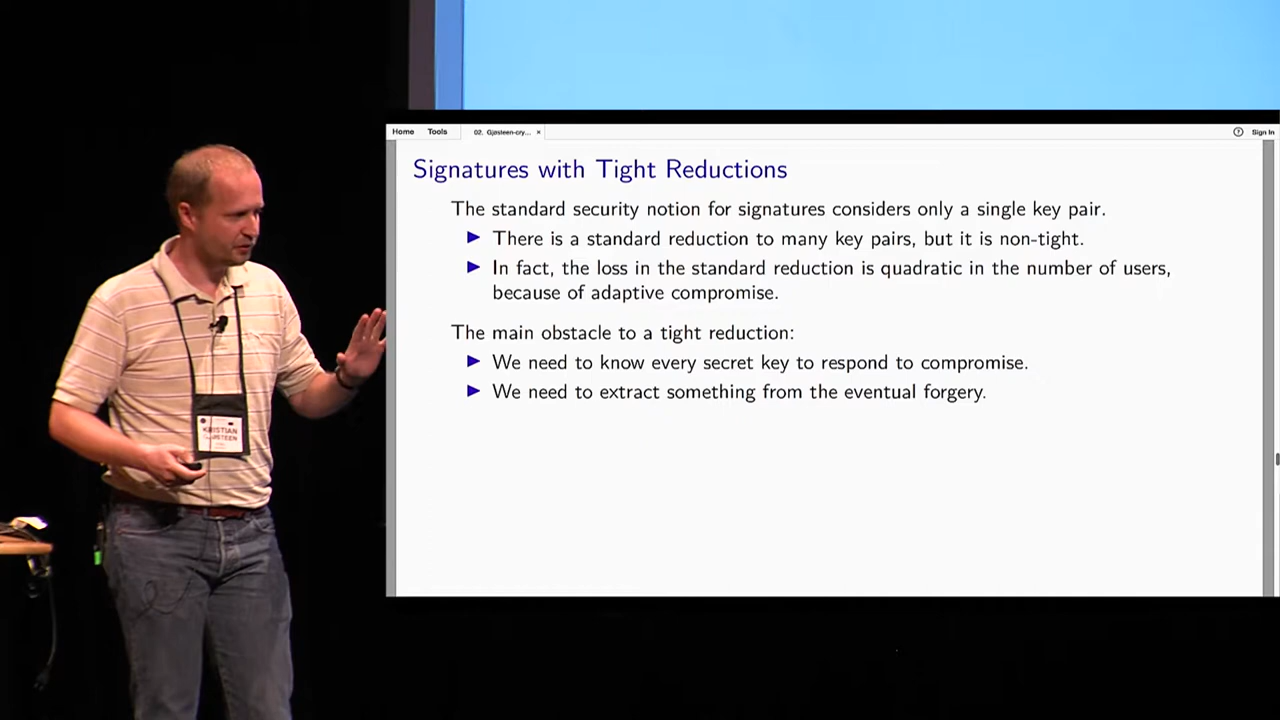 Home Tools 02. Gjøsteen-cry... × ? Sign In
Signatures with Tight Reductions
The standard security notion for signatures considers only a single key pair.
There is a standard reduction to many key pairs, but it is non-tight.
In fact, the loss in the standard reduction is quadratic in the number of users,
because of adaptive compromise.
The main obstacle to a tight reduction:
We need to know every secret key to respond to compromise.
We need to extract something from the eventual forgery.
KRISTIAN